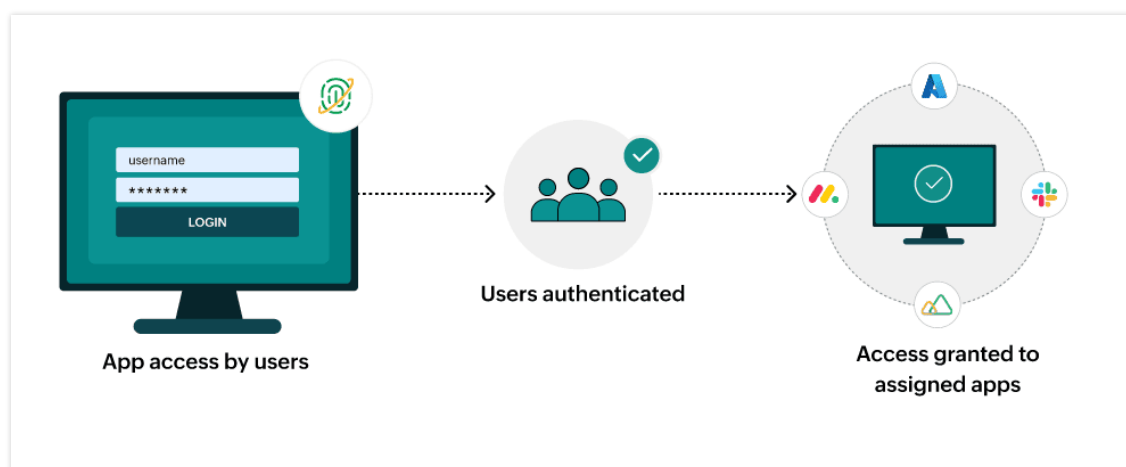 username
*******
LOGIN
App access by users
Users authenticated
Access granted to
assigned apps